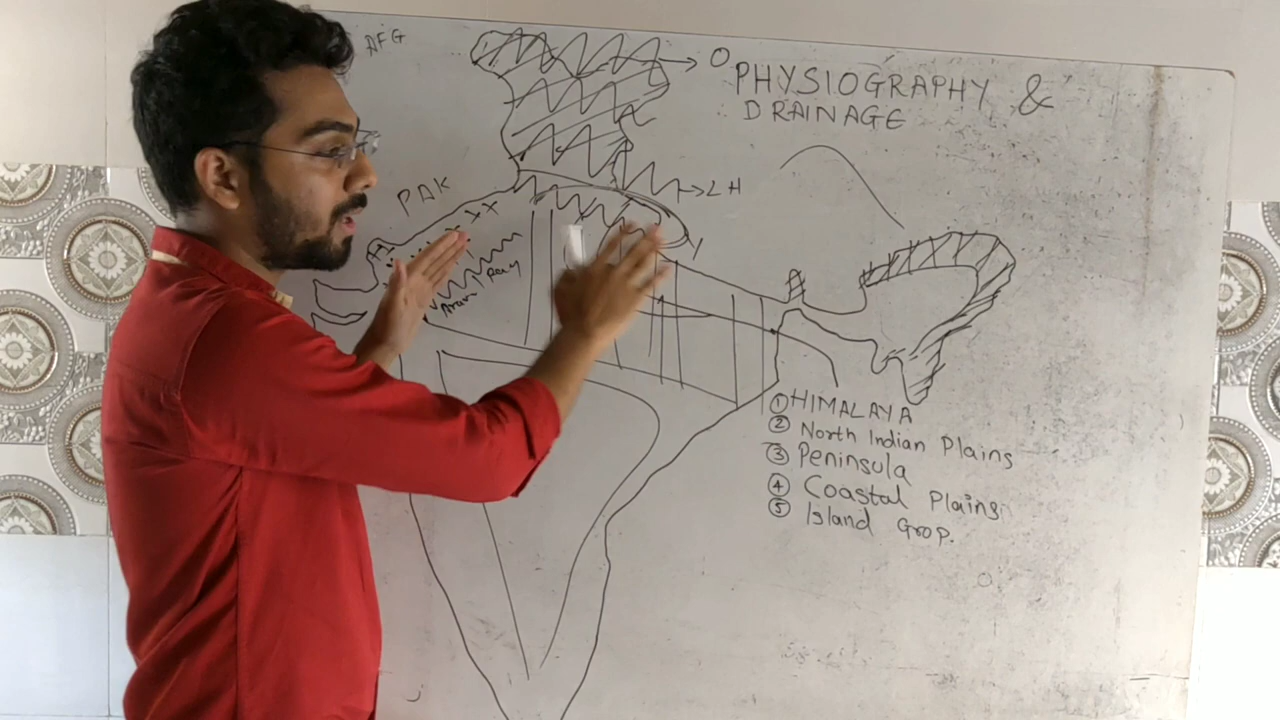 AFG
PHYSIOGRAPHY &
DRAINAGE
PAK
LH
① HIMALAYA
② North Indian Plains
③ Peninsula
④ Coastal Plains
⑤ Island Grop.